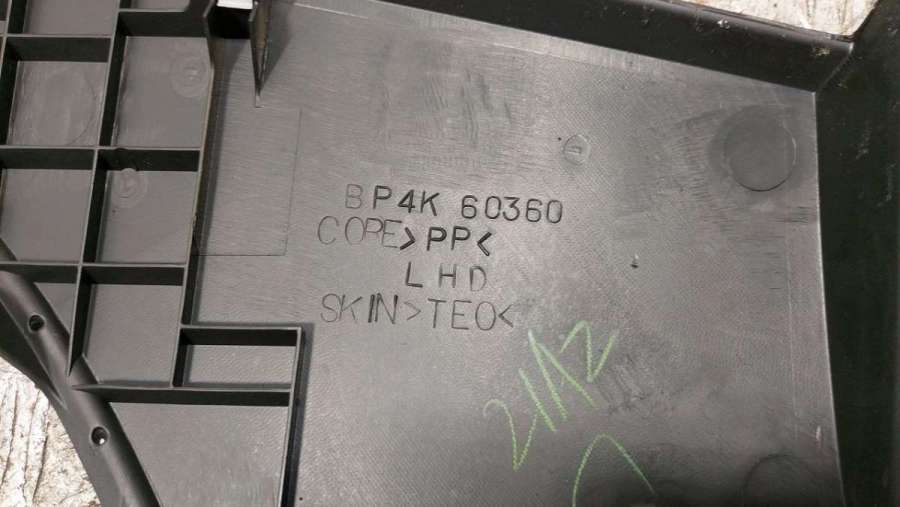 BP4K 60360
CORE>PP<
LHD
SKIN>TEO<